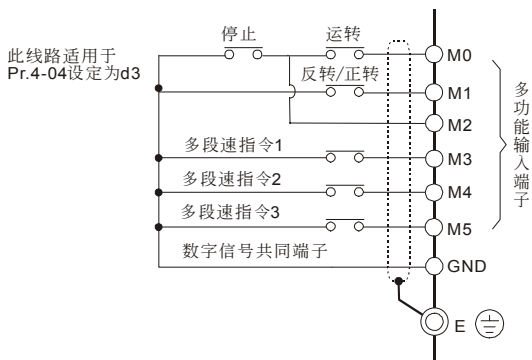 停止
运转
此线路适用于
Pr.4-04设定为d3
M0
反转/正转
M1
M2
多段速指令1
M3
多段速指令2
M4
多段速指令3
M5
数字信号共同端子
GND
E
多功能输入端子